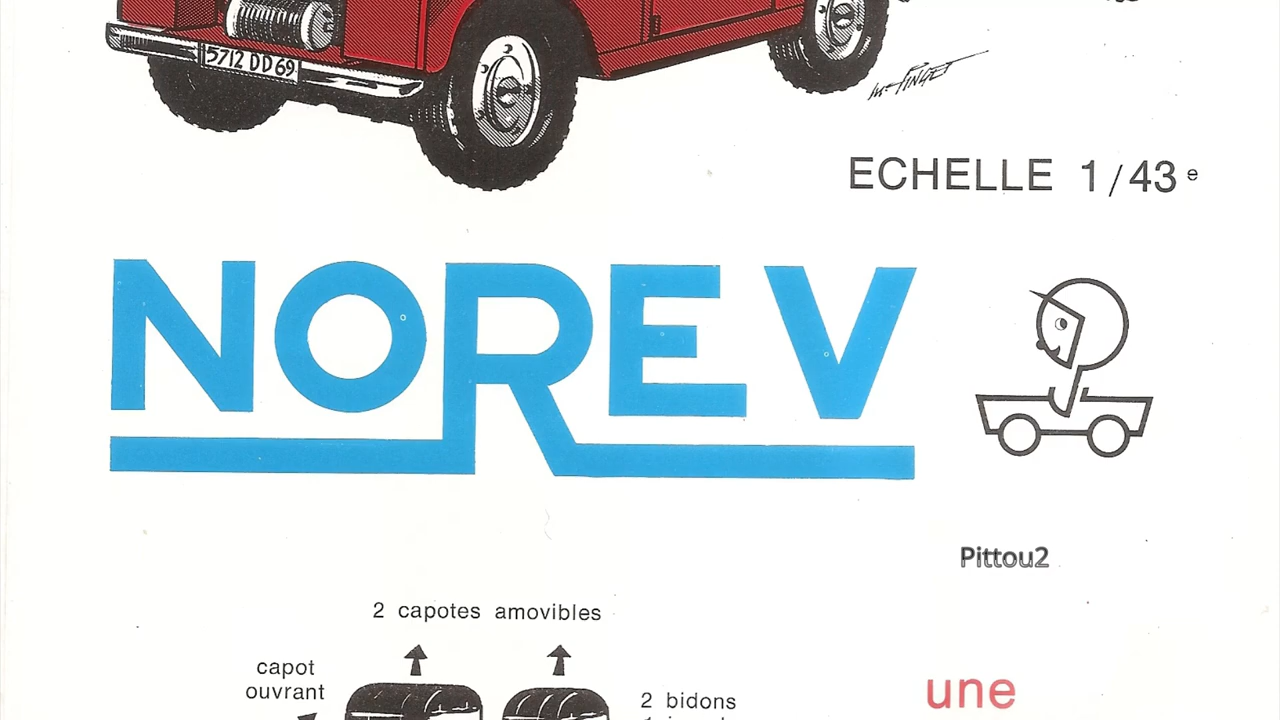 5712 DD 69
ECHELLE 1/43e
NOREV
Pittou2
2 capotes amovibles
capot
ouvrant
2 bidons
une